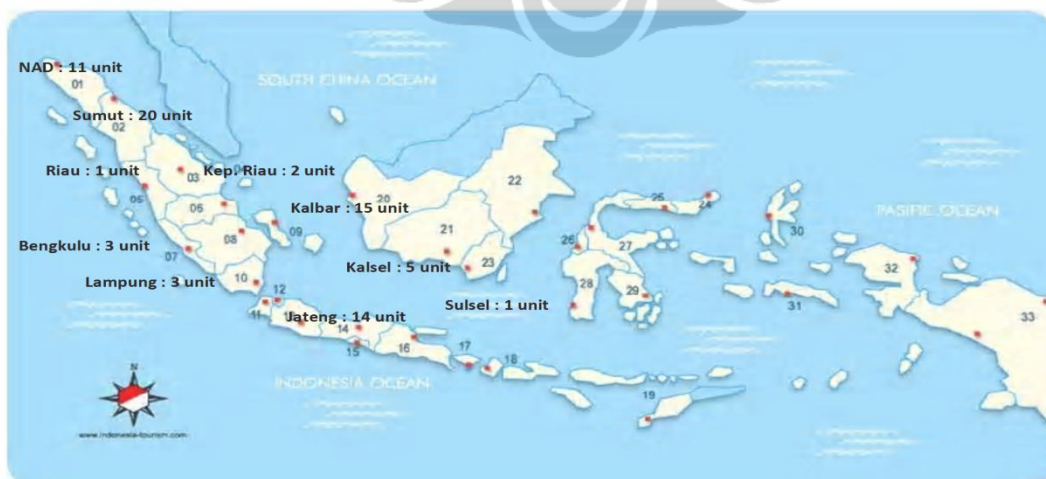 NAD : 11 unit
01
SOUTH CHINA OCEAN
Sumut : 20 unit
02
Riau : 1 unit
03
Kep. Riau : 2 unit
22
05
06
20
Kalbar : 15 unit
25
24
PASIFIC OCEAN
30
Bengkulu : 3 unit
07
08
09
21
26
27
Kalsel : 5 unit
23
32
Lampung : 3 unit
10
28
29
12
Sulsel : 1 unit
31
11
Jateng : 14 unit
33
14
15
16
17
18
INDONESIA OCEAN
19
N
www.indonesia-tourism.com